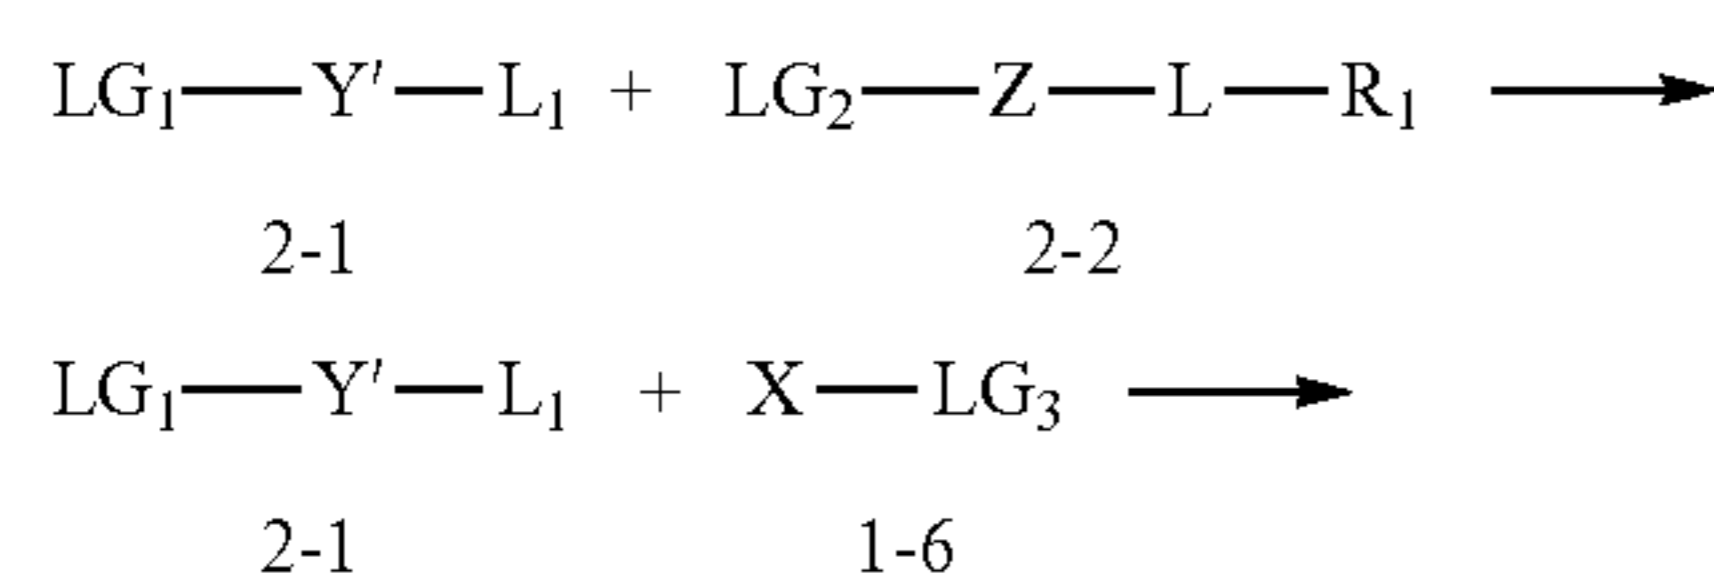 LG₁—Y′—L₁ + LG₂—Z—L—R₁ ⟶
2-1 2-2
LG₁—Y′—L₁ + X—LG₃ ⟶
2-1 1-6